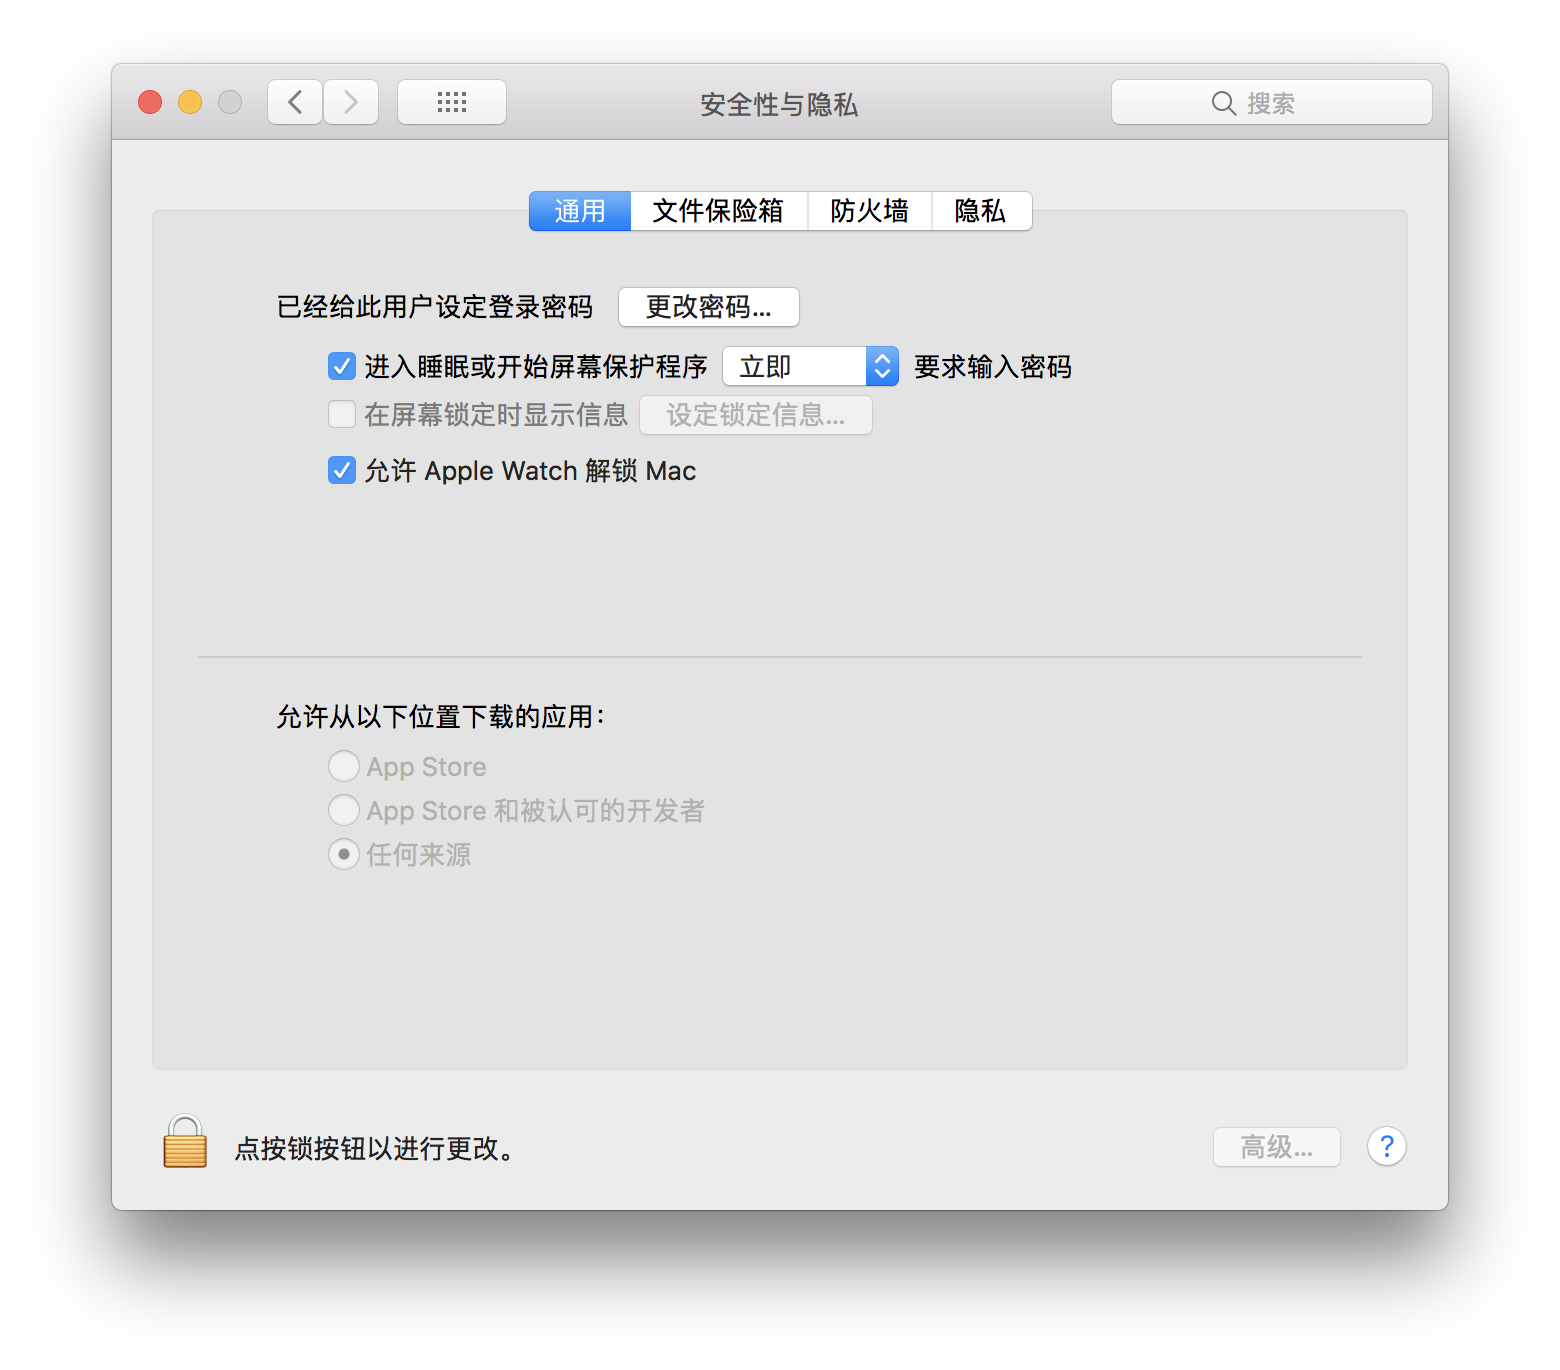 安全性与隐私
搜索
通用 文件保险箱 防火墙 隐私
已经给此用户设定登录密码 更改密码...
进入睡眠或开始屏幕保护程序 立即 要求输入密码
在屏幕锁定时显示信息 设定锁定信息...
允许 Apple Watch 解锁 Mac
允许从以下位置下载的应用：
App Store
App Store 和被认可的开发者
任何来源
点按锁按钮以进行更改。
高级... ?